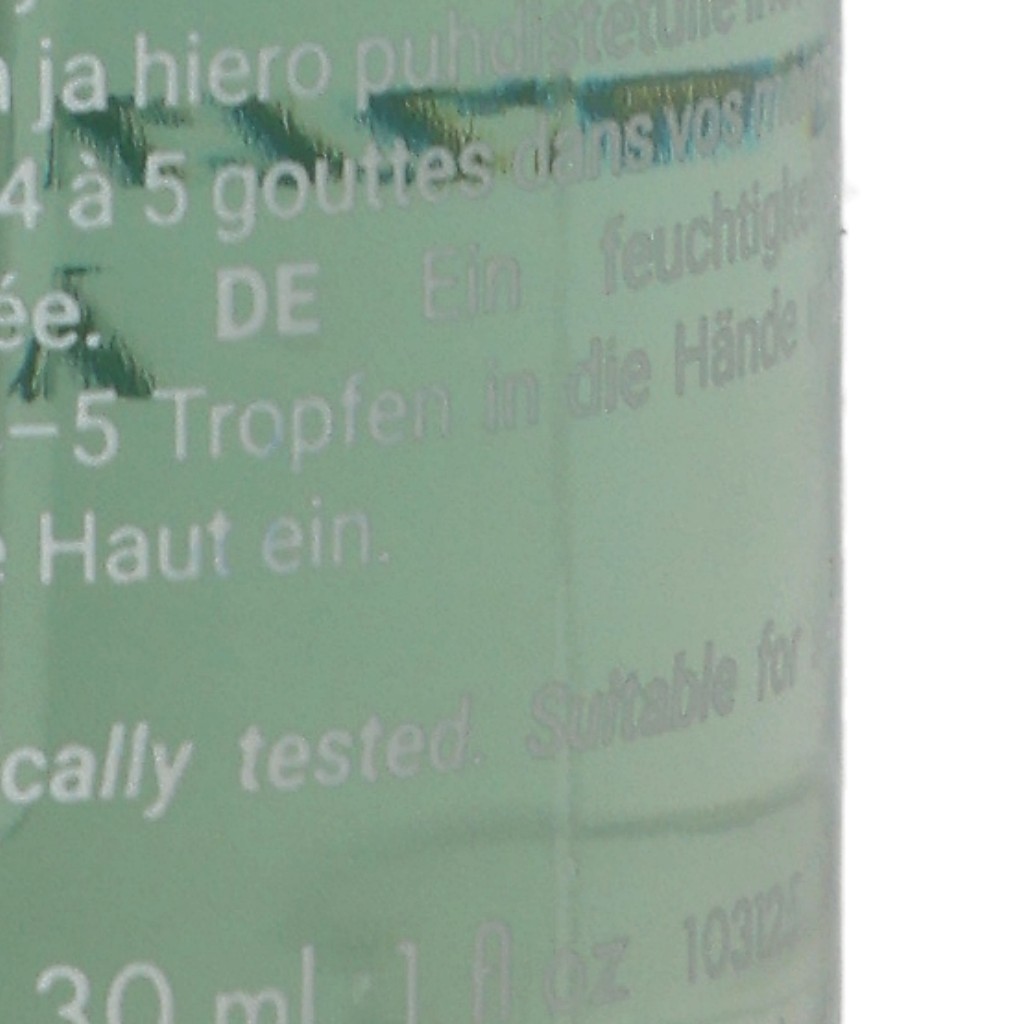 ja hiero puhdistetulle
4 à 5 gouttes dans vos
ée. DE Ein
–5 Tropfen in die Hände
Haut ein.
cally tested. Suitable for
30 ml 1 fl oz